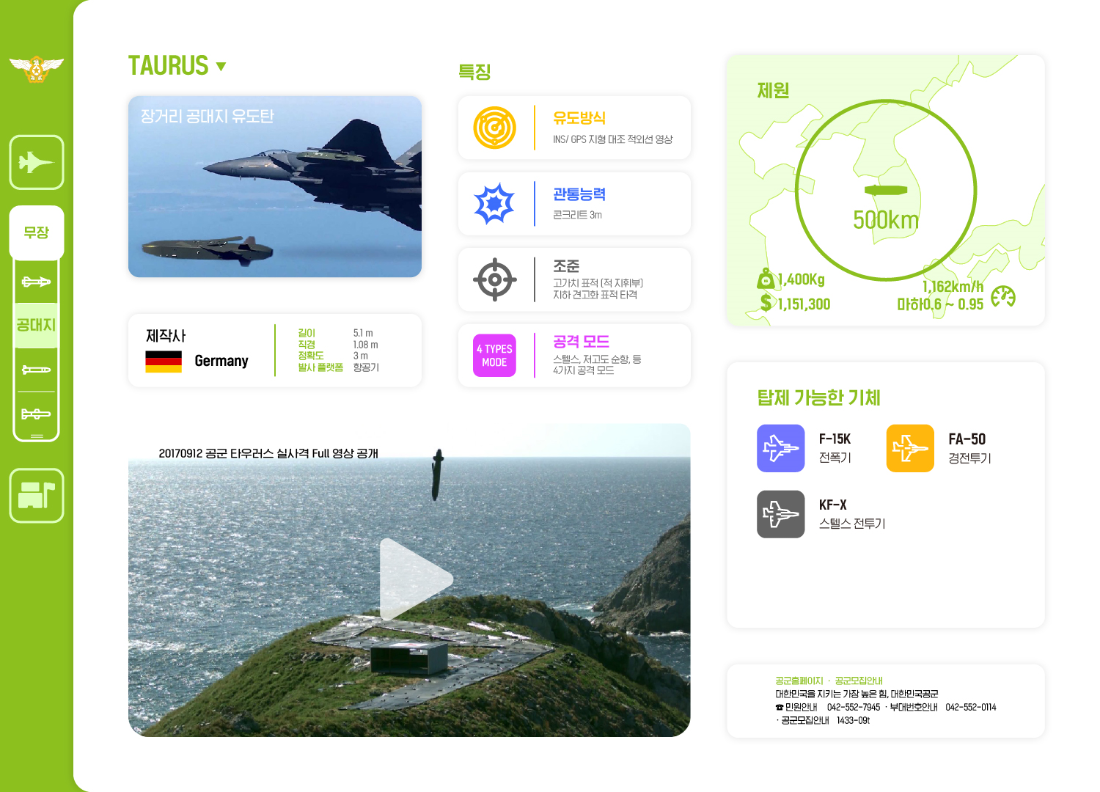 TAURUS ▼
장거리 공대지 유도탄
제작사
Germany
길이 5.1 m
직경 1.08 m
정확도 3 m
발사 플랫폼 항공기
특징
유도방식
INS/ GPS 지형 대조 적외선 영상
관통능력
콘크리트 3m
조준
고가치 표적 (적 지휘부)
지하 견고화 표적 타격
4 TYPES
MODE
공격 모드
스텔스, 저고도 순항, 등
4가지 공격 모드
제원
500km
1,400Kg
$ 1,151,300
1,162km/h
마하0.6 ~ 0.95
무장
공대지
20170912 공군 타우러스 실사격 Full 영상 공개
탑제 가능한 기체
F-15K
전폭기
FA-50
경전투기
KF-X
스텔스 전투기
공군홈페이지 · 공군모집안내
대한민국을 지키는 가장 높은 힘, 대한민국공군
☎ 민원안내 042-552-7945 · 부대번호안내 042-552-0114
· 공군모집안내 1433-09t